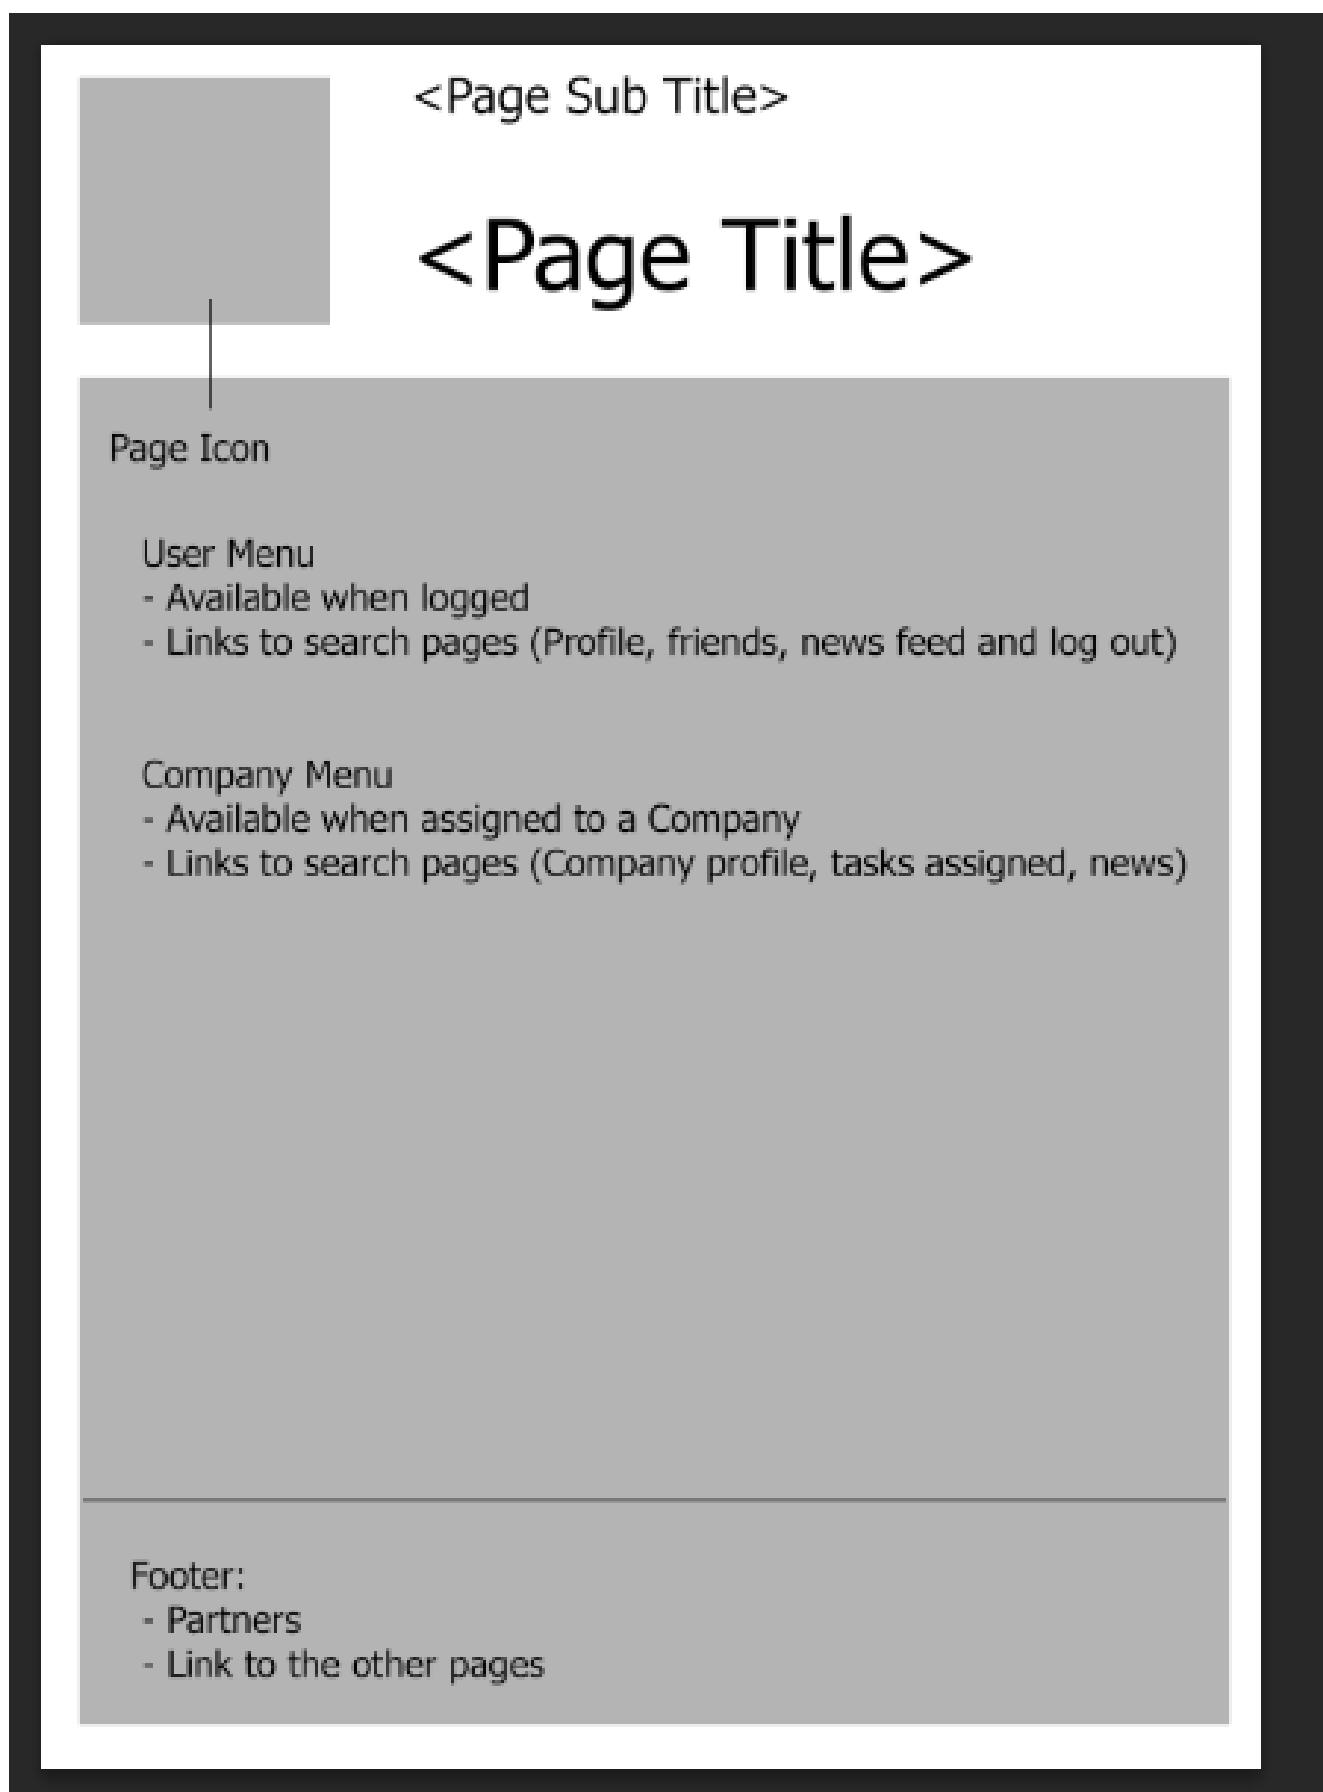 <Page Sub Title>
<Page Title>
Page Icon
User Menu
- Available when logged
- Links to search pages (Profile, friends, news feed and log out)
Company Menu
- Available when assigned to a Company
- Links to search pages (Company profile, tasks assigned, news)
Footer:
- Partners
- Link to the other pages